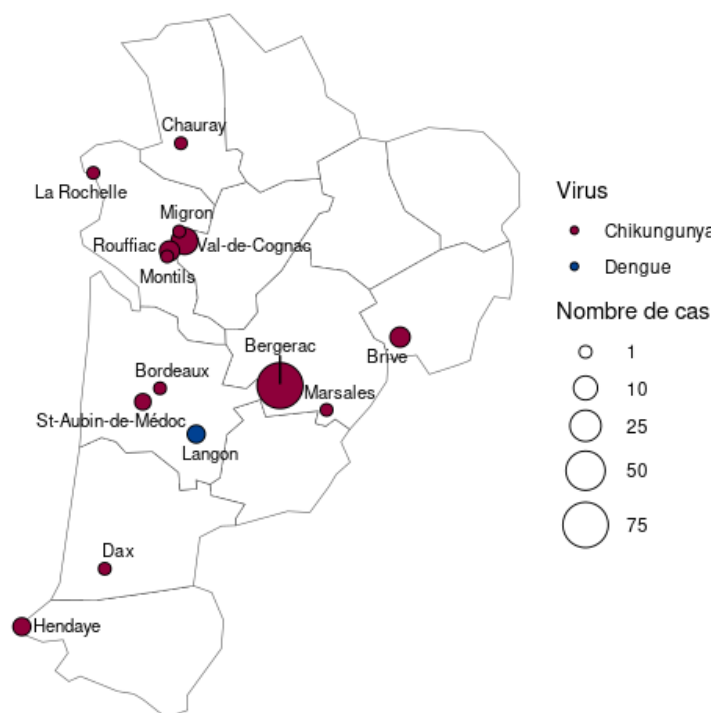 Chauray
La Rochelle
Migron
Rouffiac
Val-de-Cognac
Montils
Bergerac
Brive
Bordeaux
Marsales
St-Aubin-de-Médoc
Langon
Dax
Hendaye
Virus
Chikungunya
Dengue
Nombre de cas
1
10
25
50
75